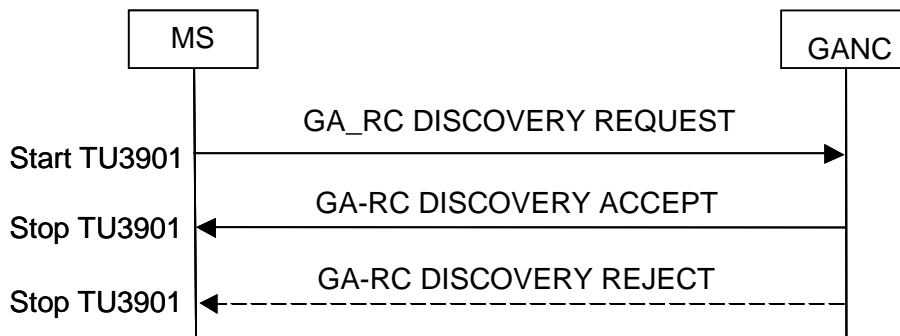 MS
GANC
GA_RC DISCOVERY REQUEST
Start TU3901
GA-RC DISCOVERY ACCEPT
Stop TU3901
GA-RC DISCOVERY REJECT
Stop TU3901